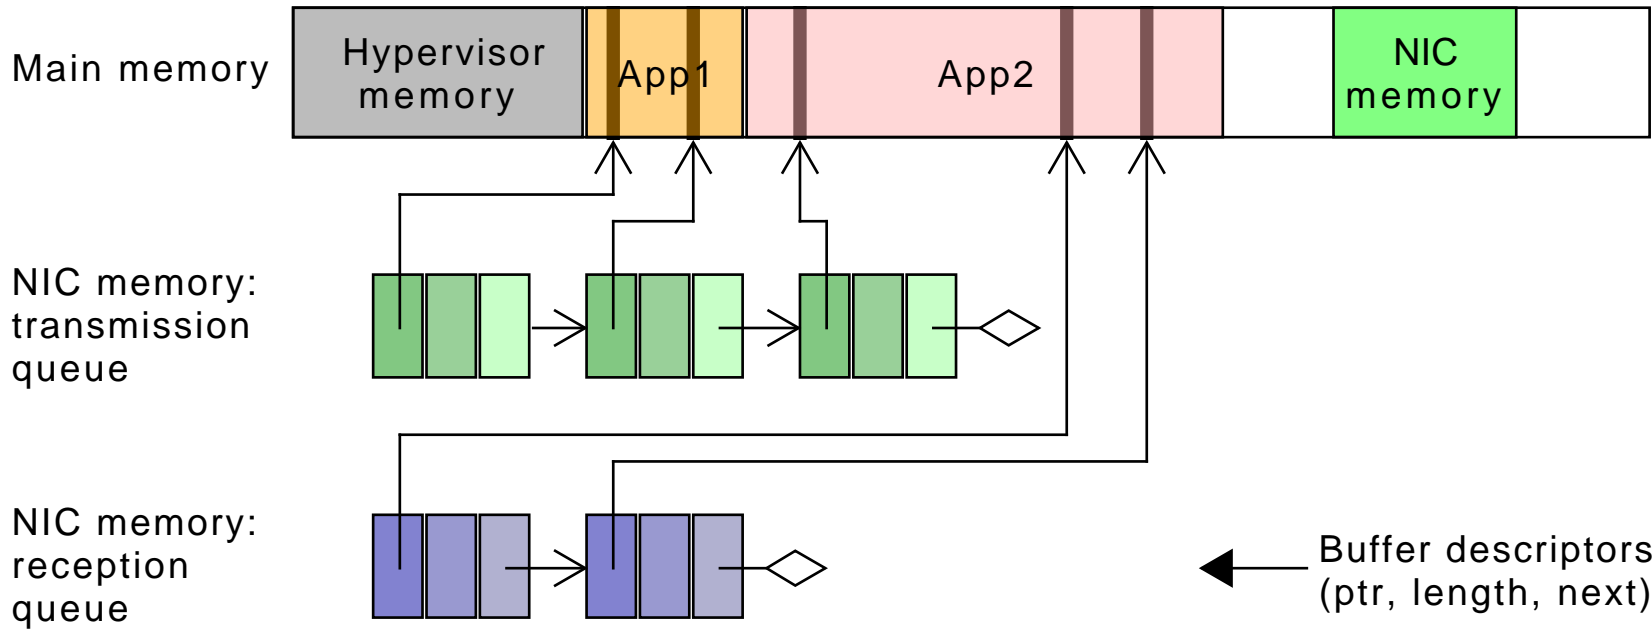 Main memory
Hypervisor
memory
App1
App2
NIC
memory
NIC memory:
transmission
queue
NIC memory:
reception
queue
Buffer descriptors
(ptr, length, next)